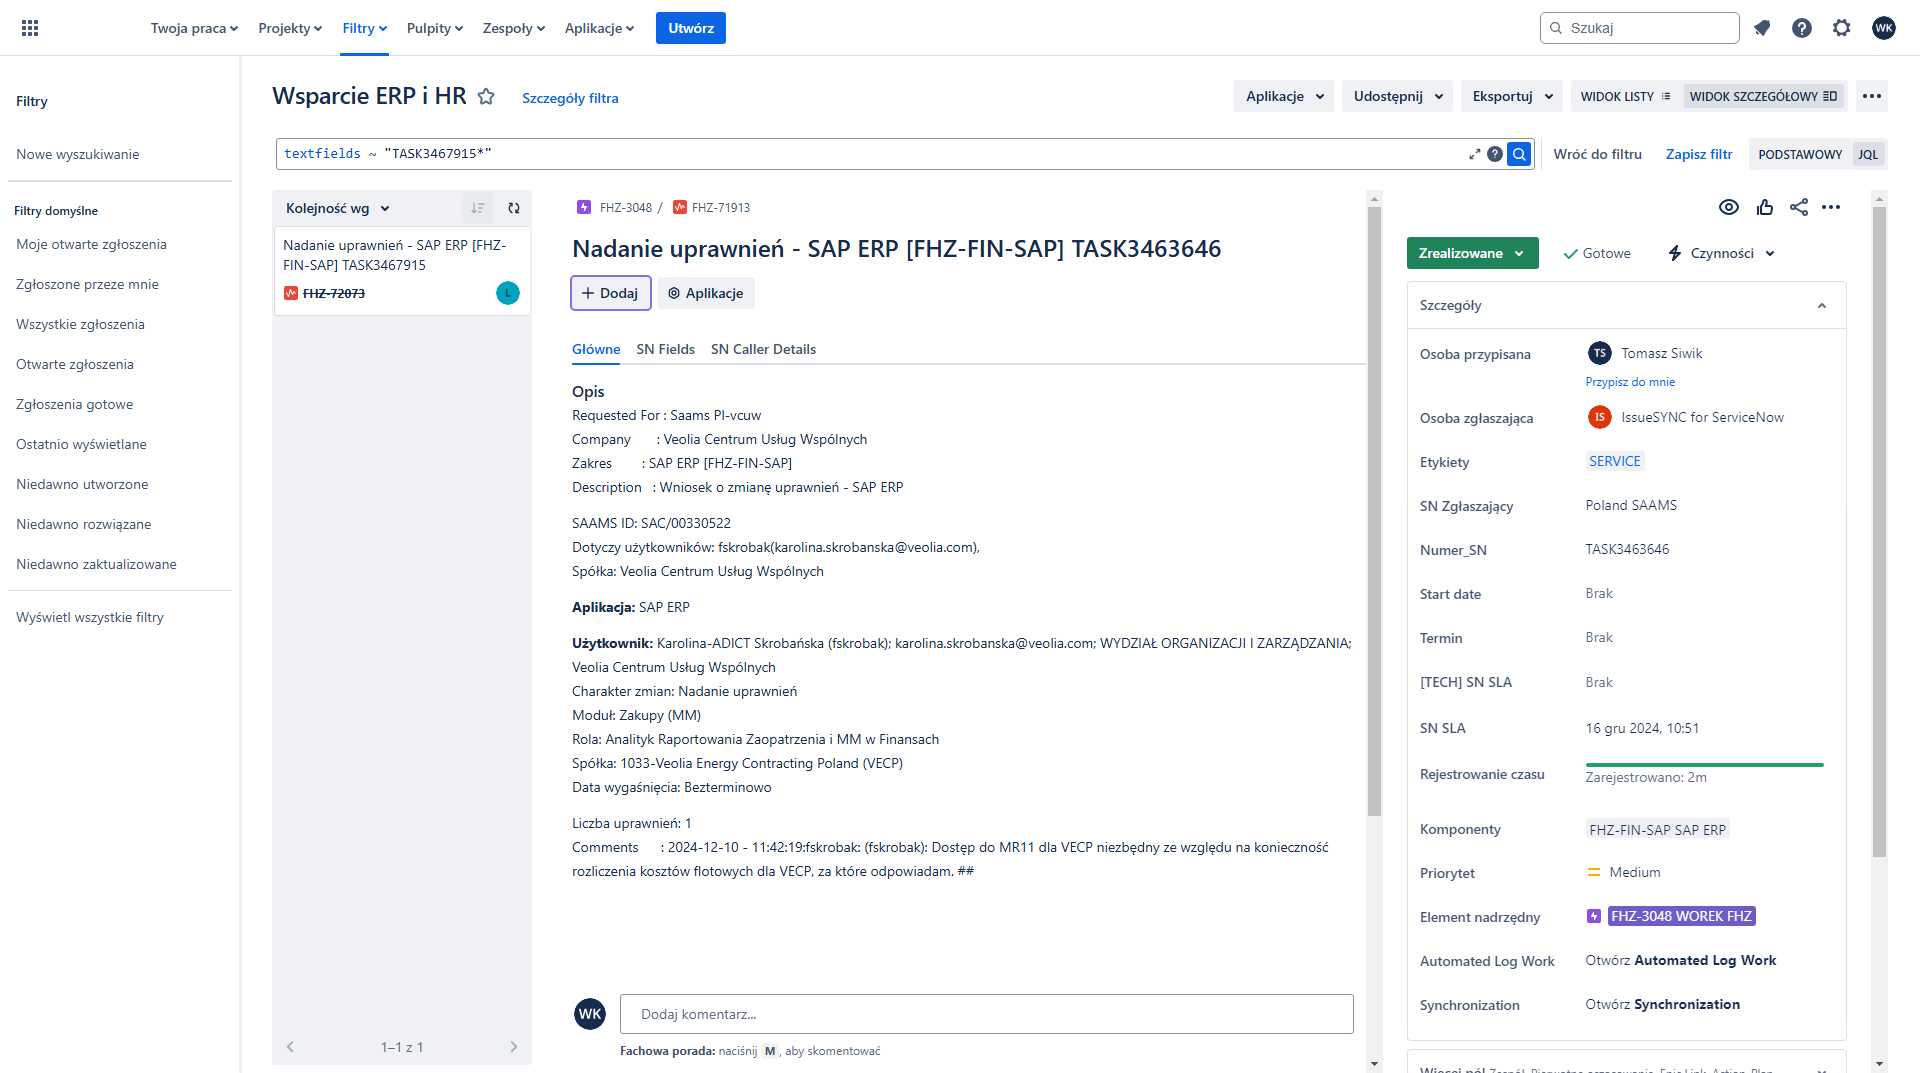 Twoja praca
Projekty
Filtry
Pulpity
Zespoły
Aplikacje
Utwórz
Szukaj
WK
Filtry
Nowe wyszukiwanie
Filtry domyślne
Moje otwarte zgłoszenia
Zgłoszone przeze mnie
Wszystkie zgłoszenia
Otwarte zgłoszenia
Zgłoszenia gotowe
Ostatnio wyświetlane
Niedawno utworzone
Niedawno rozwiązane
Niedawno zaktualizowane
Wyświetl wszystkie filtry
Wsparcie ERP i HR
Szczegóły filtra
Aplikacje
Udostępnij
Eksportuj
WIDOK LISTY
WIDOK SZCZEGÓŁOWY
textfields ~ "TASK3467915*"
Wróć do filtru
Zapisz filtr
PODSTAWOWY
JQL
Kolejność wg
Nadanie uprawnień - SAP ERP [FHZ-
FIN-SAP] TASK3467915
FHZ-72073
L
1–1 z 1
FHZ-3048 / FHZ-71913
Nadanie uprawnień - SAP ERP [FHZ-FIN-SAP] TASK3463646
Dodaj
Aplikacje
Główne
SN Fields
SN Caller Details
Opis
Requested For : Saams PI-vcuw
Company : Veolia Centrum Usług Wspólnych
Zakres : SAP ERP [FHZ-FIN-SAP]
Description : Wniosek o zmianę uprawnień - SAP ERP
SAAMS ID: SAC/00330522
Dotyczy użytkowników: fskrobak(karolina.skrobanska@veolia.com),
Spółka: Veolia Centrum Usług Wspólnych
Aplikacja: SAP ERP
Użytkownik: Karolina-ADICT Skrobańska (fskrobak); karolina.skrobanska@veolia.com; WYDZIAŁ ORGANIZACJI I ZARZĄDZANIA;
Veolia Centrum Usług Wspólnych
Charakter zmian: Nadanie uprawnień
Moduł: Zakupy (MM)
Rola: Analityk Raportowania Zaopatrzenia i MM w Finansach
Spółka: 1033-Veolia Energy Contracting Poland (VECP)
Data wygaśnięcia: Bezterminowo
Liczba uprawnień: 1
Comments : 2024-12-10 - 11:42:19:fskrobak: (fskrobak): Dostęp do MR11 dla VECP niezbędny ze względu na konieczność
rozliczenia kosztów flotowych dla VECP, za które odpowiadam. ##
WK
Dodaj komentarz...
Fachowa porada: naciśnij M, aby skomentować
Zrealizowane
Gotowe
Czynności
Szczegóły
Osoba przypisana
TS
Tomasz Siwik
Przypisz do mnie
Osoba zgłaszająca
IS
IssueSYNC for ServiceNow
Etykiety
SERVICE
SN Zgłaszający
Poland SAAMS
Numer_SN
TASK3463646
Start date
Brak
Termin
Brak
[TECH] SN SLA
Brak
SN SLA
16 gru 2024, 10:51
Rejestrowanie czasu
Zarejestrowano: 2m
Komponenty
FHZ-FIN-SAP SAP ERP
Priorytet
Medium
Element nadrzędny
FHZ-3048 WOREK FHZ
Automated Log Work
Otwórz Automated Log Work
Synchronization
Otwórz Synchronization
Więcej pól